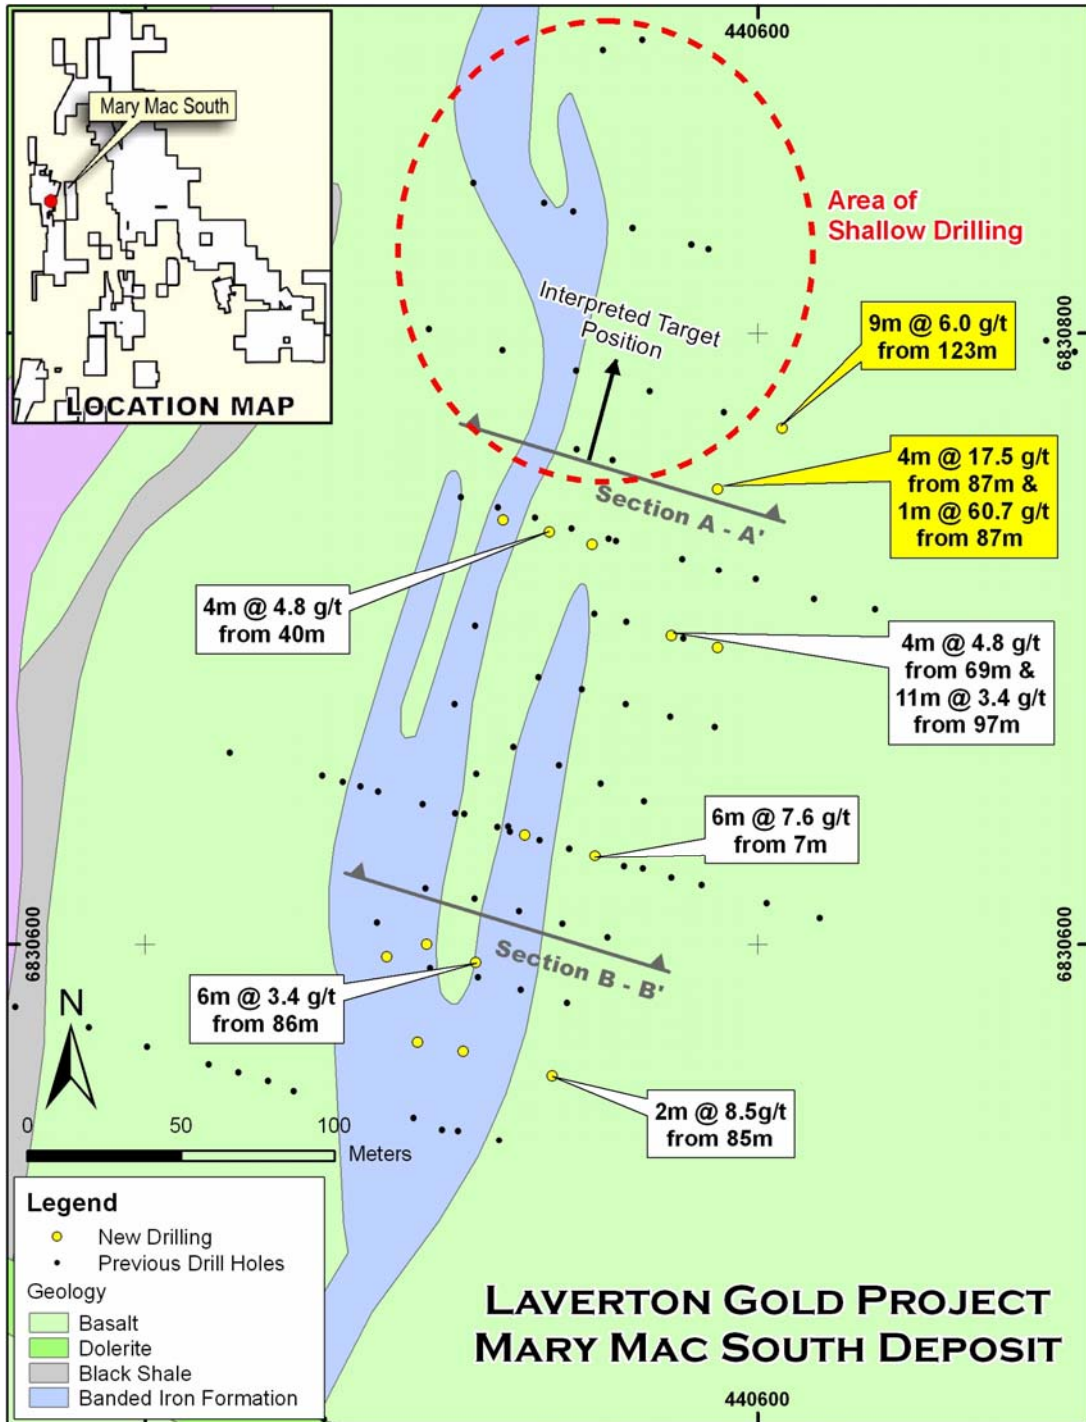 440600
Mary Mac South
LOCATION MAP
Area of
Shallow Drilling
Interpreted Target
Position
6830800
9m @ 6.0 g/t
from 123m
4m @ 17.5 g/t
from 87m &
1m @ 60.7 g/t
from 87m
Section A - A'
4m @ 4.8 g/t
from 40m
4m @ 4.8 g/t
from 69m &
11m @ 3.4 g/t
from 97m
6m @ 7.6 g/t
from 7m
6830600
6830600
Section B - B'
6m @ 3.4 g/t
from 86m
N
2m @ 8.5g/t
from 85m
0 50 100
Meters
Legend
New Drilling
Previous Drill Holes
Geology
Basalt
Dolerite
Black Shale
Banded Iron Formation
LAVERTON GOLD PROJECT
MARY MAC SOUTH DEPOSIT
440600